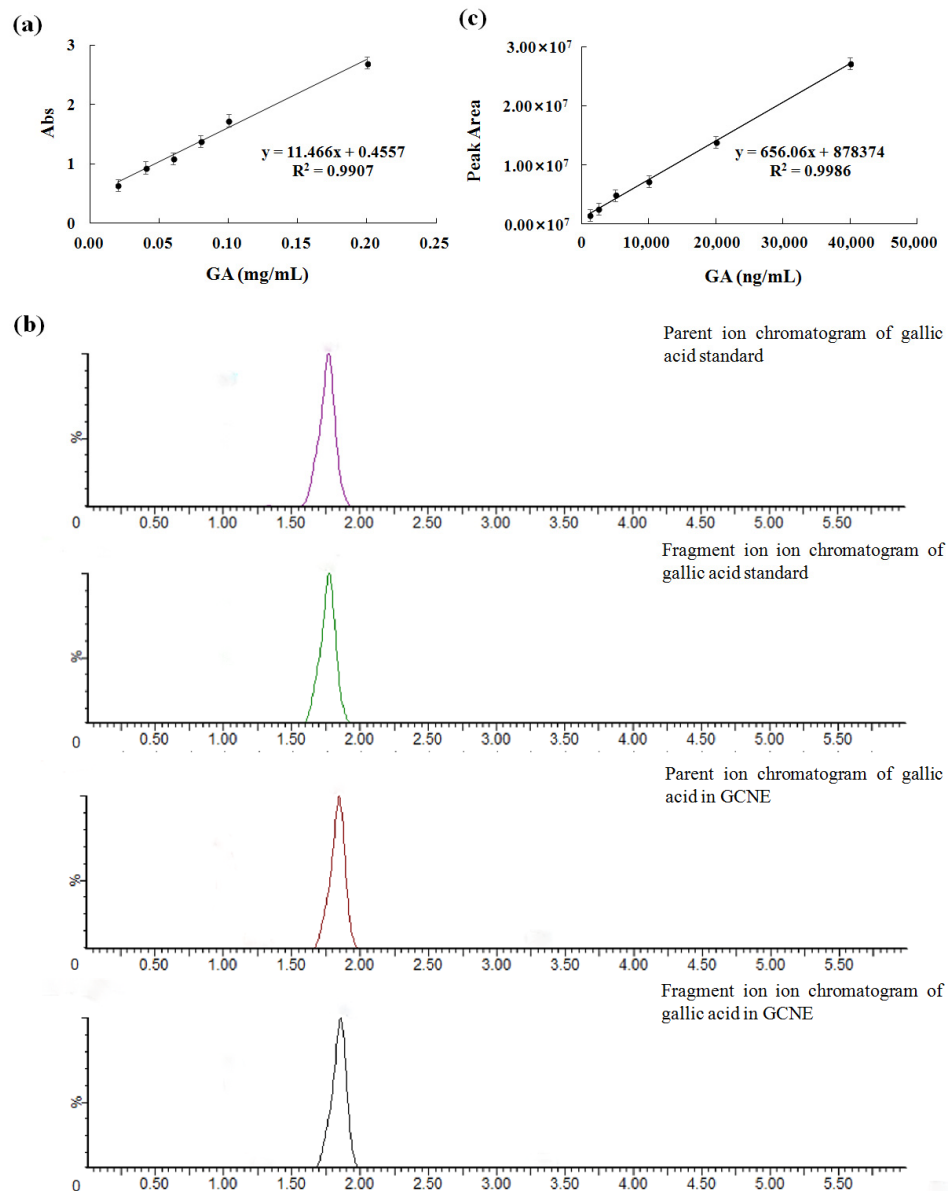 (a)
3
2
1
0
Abs
0.00 0.05 0.10 0.15 0.20 0.25
GA (mg/mL)
y = 11.466x + 0.4557
R² = 0.9907
(c)
3.00×10⁷
2.00×10⁷
1.00×10⁷
0.00×10⁷
Peak Area
0 10,000 20,000 30,000 40,000 50,000
GA (ng/mL)
y = 656.06x + 878374
R² = 0.9986
(b)
Parent ion chromatogram of gallic
acid standard
%
0 0.50 1.00 1.50 2.00 2.50 3.00 3.50 4.00 4.50 5.00 5.50
Fragment ion ion chromatogram of
gallic acid standard
%
0 0.50 1.00 1.50 2.00 2.50 3.00 3.50 4.00 4.50 5.00 5.50
Parent ion chromatogram of gallic
acid in GCNE
%
0 0.50 1.00 1.50 2.00 2.50 3.00 3.50 4.00 4.50 5.00 5.50
Fragment ion ion chromatogram of
gallic acid in GCNE
%
0 0.50 1.00 1.50 2.00 2.50 3.00 3.50 4.00 4.50 5.00 5.50